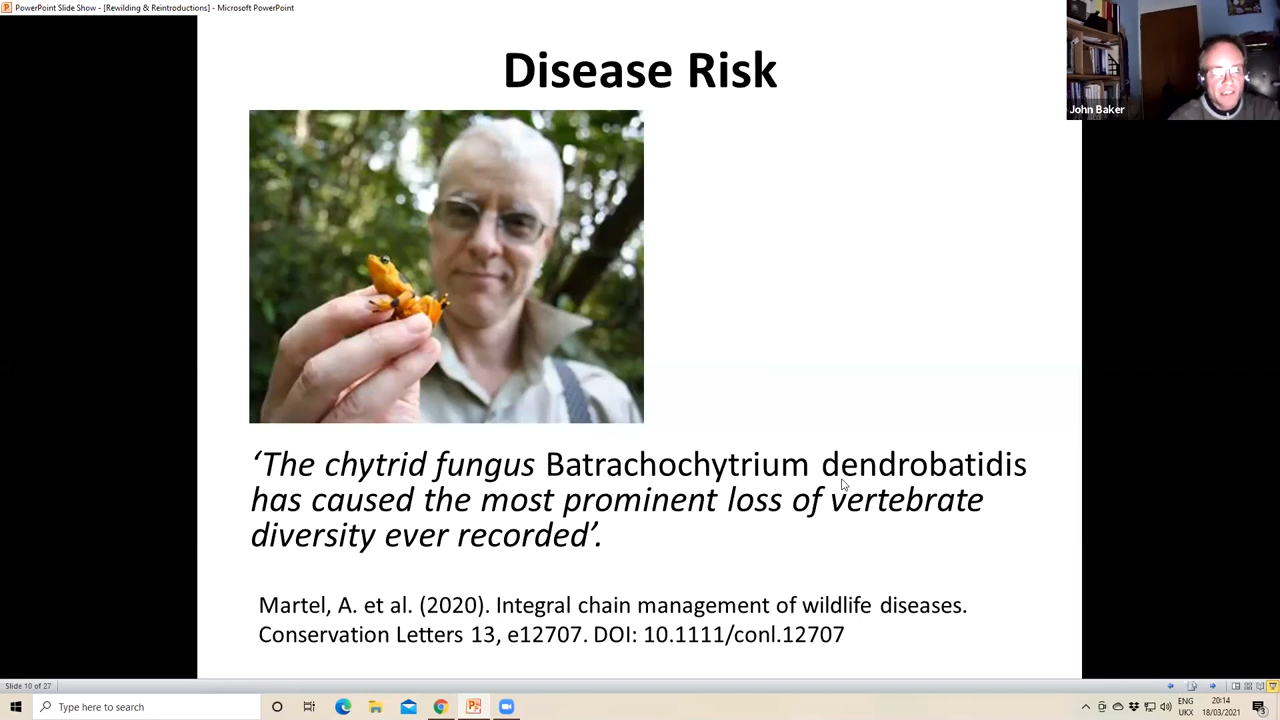 PowerPoint Slide Show - [Rewilding & Reintroductions] - Microsoft PowerPoint
Disease Risk
John Baker
‘The chytrid fungus Batrachochytrium dendrobatidis
has caused the most prominent loss of vertebrate
diversity ever recorded’.
Martel, A. et al. (2020). Integral chain management of wildlife diseases.
Conservation Letters 13, e12707. DOI: 10.1111/conl.12707
Slide 10 of 27
Type here to search
ENG
UKX
20:14
18/03/2021
3